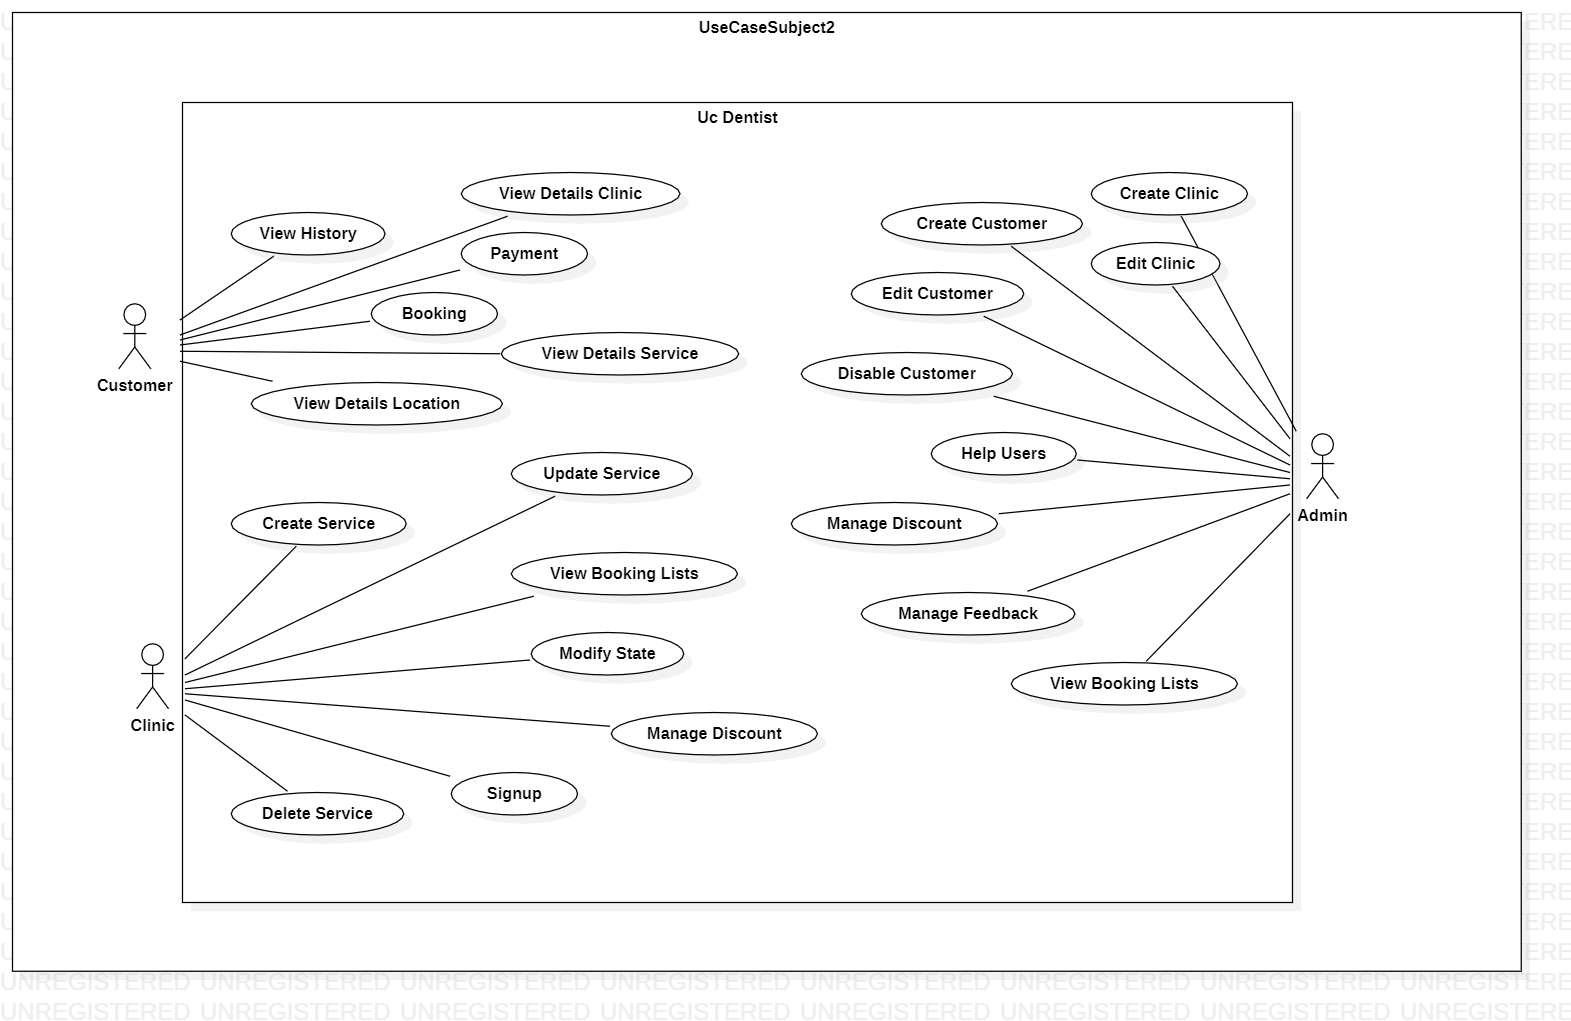 UseCaseSubject2
Uc Dentist
View Details Clinic
View History
Payment
Booking
View Details Service
View Details Location
Customer
Create Clinic
Create Customer
Edit Clinic
Edit Customer
Disable Customer
Help Users
Manage Discount
Admin
Manage Feedback
View Booking Lists
Update Service
Create Service
View Booking Lists
Modify State
Clinic
Manage Discount
Signup
Delete Service
UNREGISTERED UNREGISTERED UNREGISTERED UNREGISTERED UNREGISTERED UNREGISTERED UNREGISTERED UNREGISTERE
UNREGISTERED UNREGISTERED UNREGISTERED UNREGISTERED UNREGISTERED UNREGISTERED UNREGISTERED UNREGISTERE